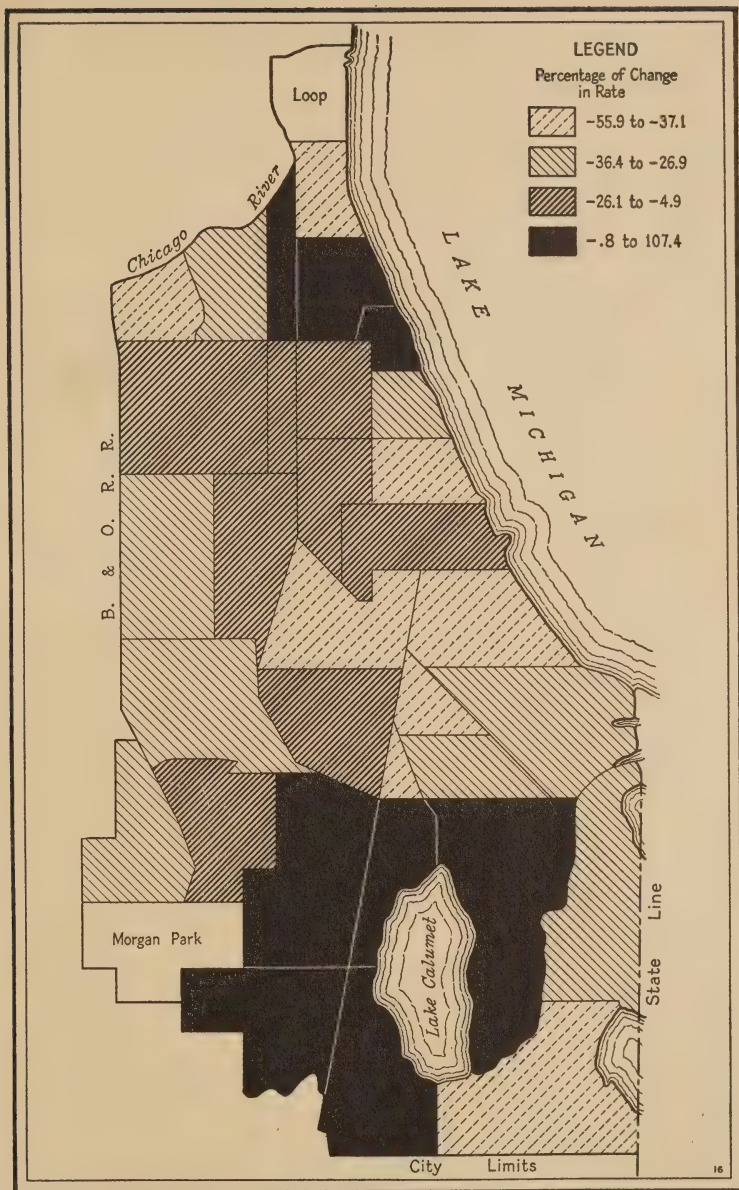 LEGEND
Percentage of Change
in Rate
-55.9 to -37.1
-36.4 to -26.9
-26.1 to -4.9
-.8 to 107.4
Loop
Chicago River
LAKE MICHIGAN
B. & O. R. R.
Morgan Park
Lake Calumet
State Line
City Limits
16